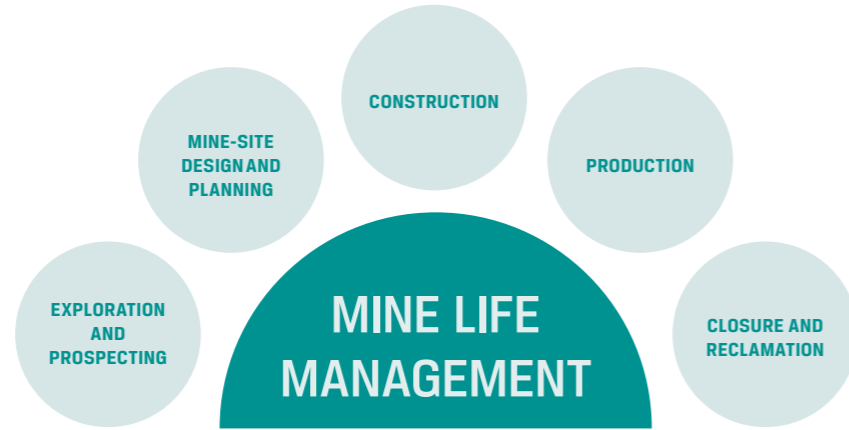 EXPLORATION
AND
PROSPECTING
MINE-SITE
DESIGN AND
PLANNING
CONSTRUCTION
PRODUCTION
CLOSURE AND
RECLAMATION
MINE LIFE
MANAGEMENT